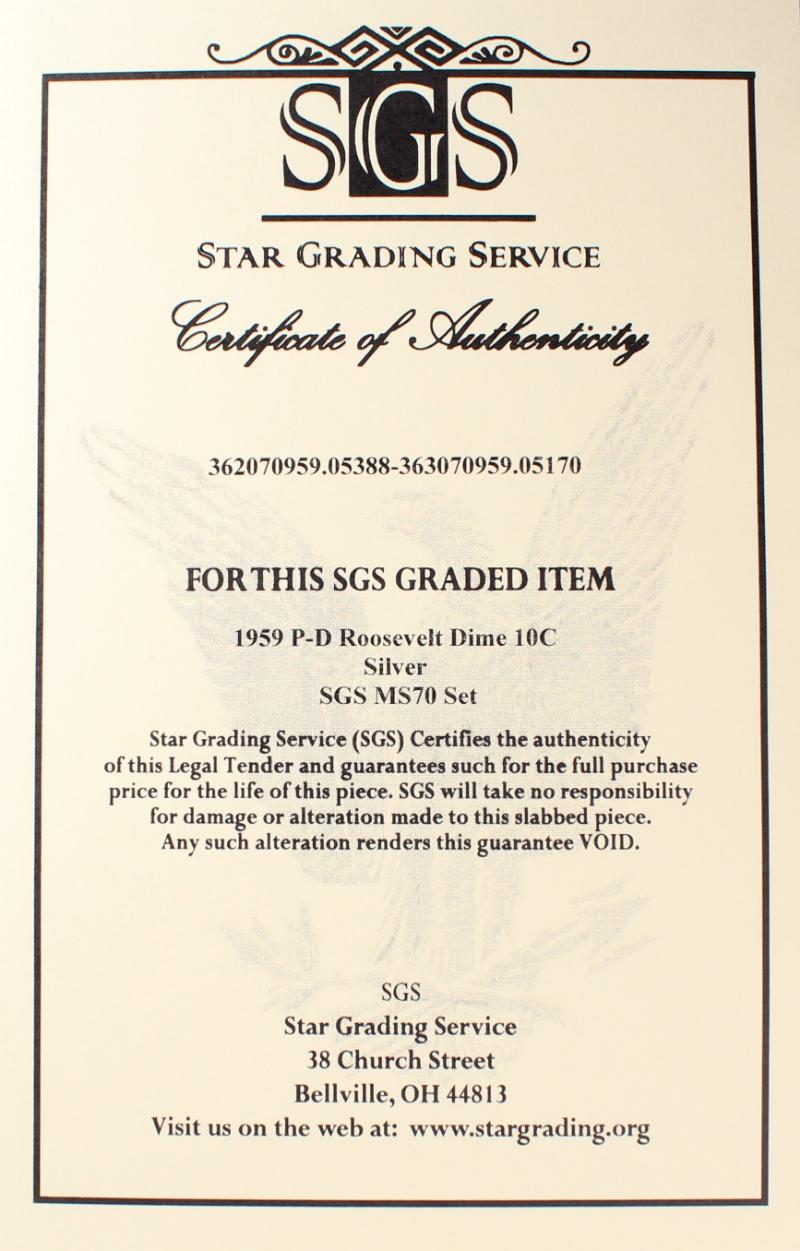 SGS
STAR GRADING SERVICE
Certificate of Authenticity
362070959.05388-363070959.05170
FOR THIS SGS GRADED ITEM
1959 P-D Roosevelt Dime 10C
Silver
SGS MS70 Set
Star Grading Service (SGS) Certifies the authenticity
of this Legal Tender and guarantees such for the full purchase
price for the life of this piece. SGS will take no responsibility
for damage or alteration made to this slabbed piece.
Any such alteration renders this guarantee VOID.
SGS
Star Grading Service
38 Church Street
Bellville, OH 44813
Visit us on the web at: www.stargrading.org